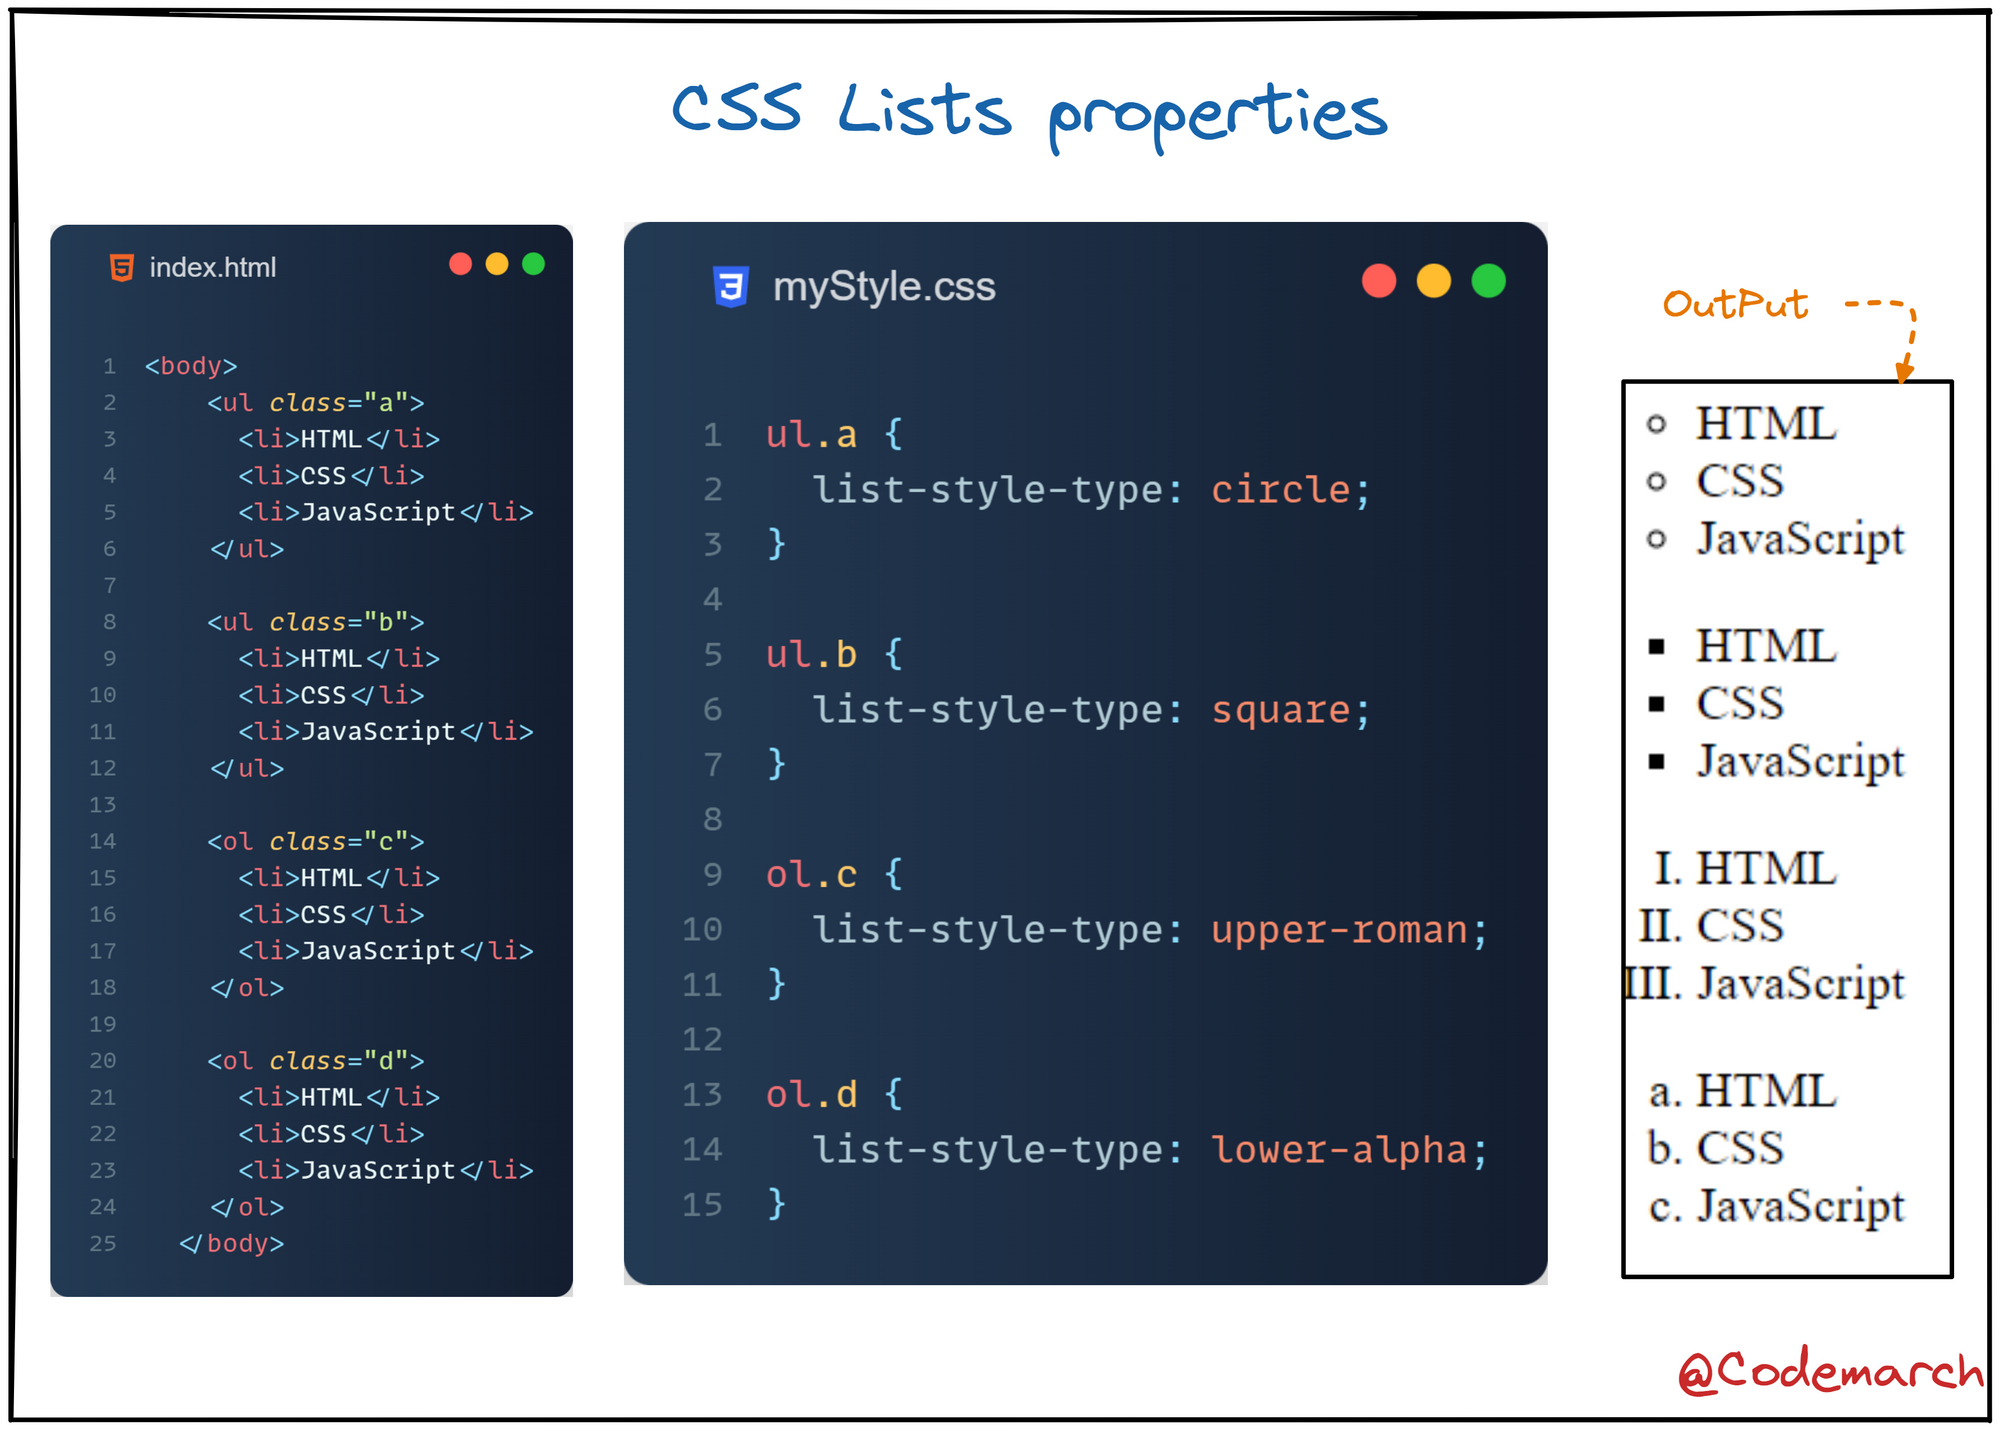 CSS Lists properties
index.html
1 <body>
2 <ul class="a">
3 <li>HTML</li>
4 <li>CSS</li>
5 <li>JavaScript</li>
6 </ul>
7
8 <ul class="b">
9 <li>HTML</li>
10 <li>CSS</li>
11 <li>JavaScript</li>
12 </ul>
13
14 <ol class="c">
15 <li>HTML</li>
16 <li>CSS</li>
17 <li>JavaScript</li>
18 </ol>
19
20 <ol class="d">
21 <li>HTML</li>
22 <li>CSS</li>
23 <li>JavaScript</li>
24 </ol>
25 </body>
myStyle.css
1 ul.a {
2 list-style-type: circle;
3 }
4
5 ul.b {
6 list-style-type: square;
7 }
8
9 ol.c {
10 list-style-type: upper-roman;
11 }
12
13 ol.d {
14 list-style-type: lower-alpha;
15 }
OutPut
HTML
CSS
JavaScript
HTML
CSS
JavaScript
I. HTML
II. CSS
III. JavaScript
a. HTML
b. CSS
c. JavaScript
@Codemarch